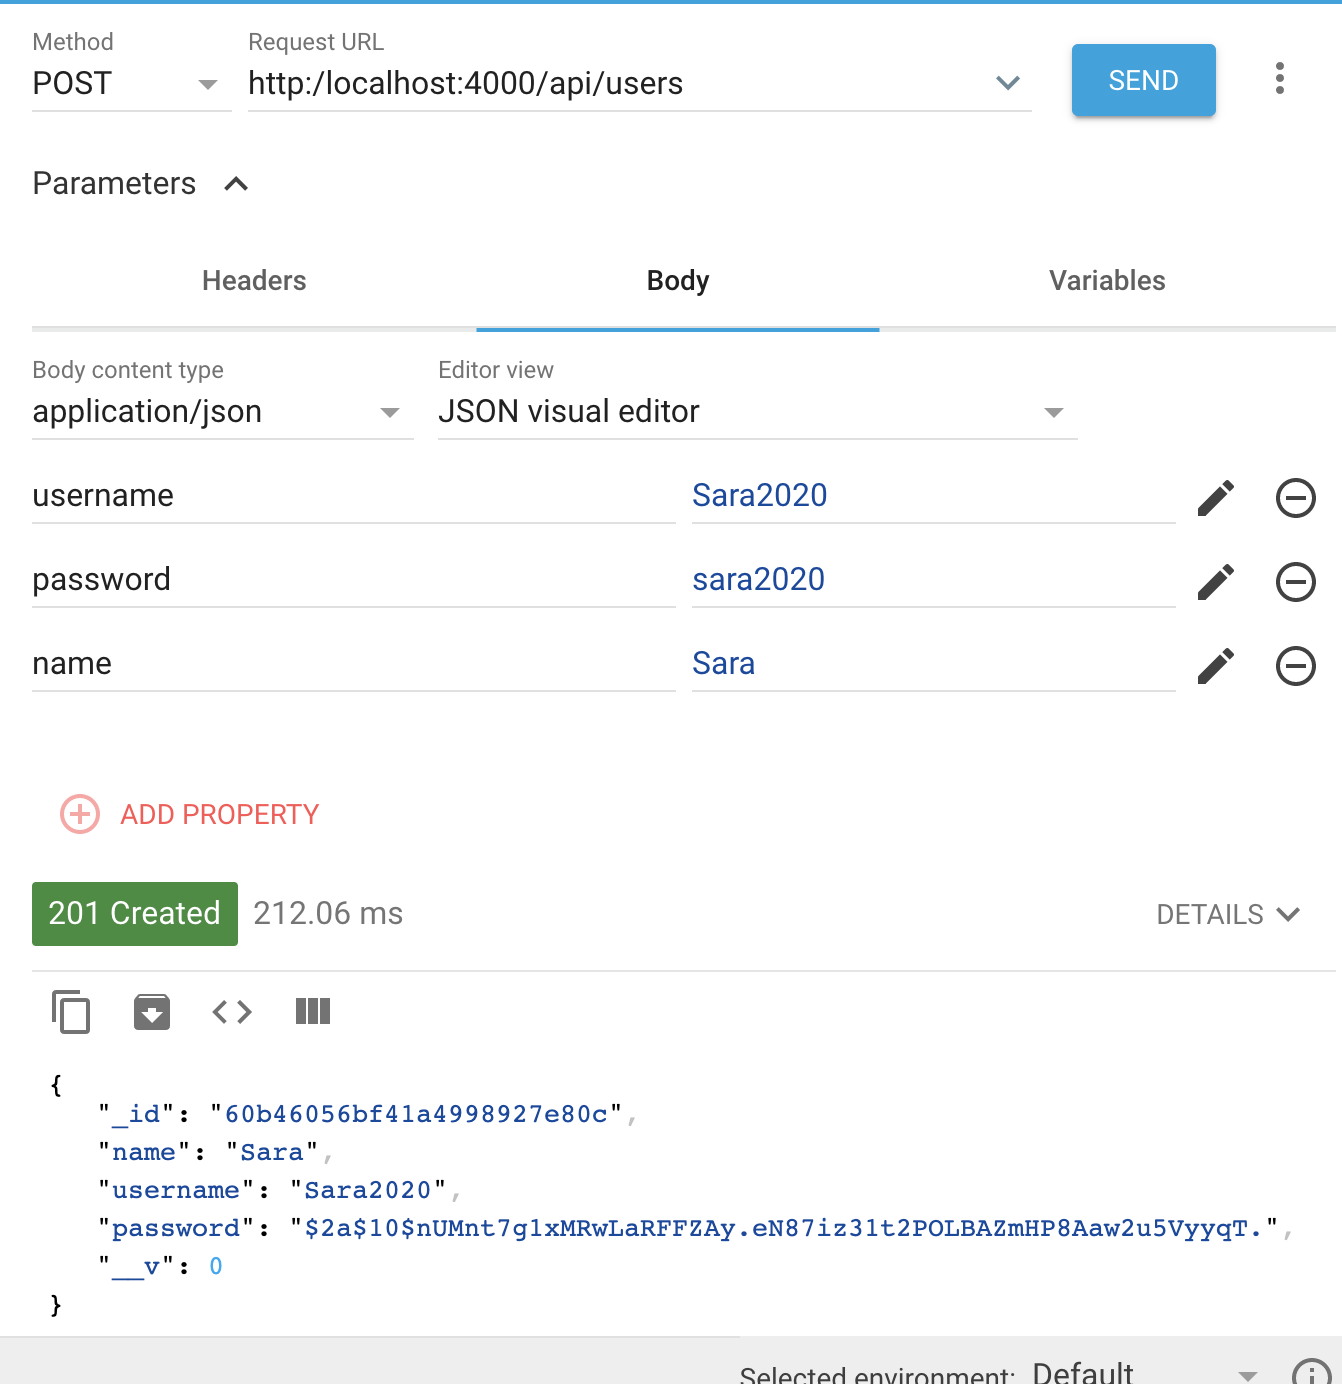 Method
Request URL
POST
http:/localhost:4000/api/users
SEND
Parameters
Headers
Body
Variables
Body content type
Editor view
application/json
JSON visual editor
username
Sara2020
password
sara2020
name
Sara
ADD PROPERTY
201 Created
212.06 ms
DETAILS
{
"_id": "60b46056bf41a4998927e80c",
"name": "Sara",
"username": "Sara2020",
"password": "$2a$10$nUMnt7g1xMRwLaRFFZAy.eN87iz31t2POLBAZmHP8Aaw2u5VyyqT.",
"__v": 0
}
Selected environment: Default